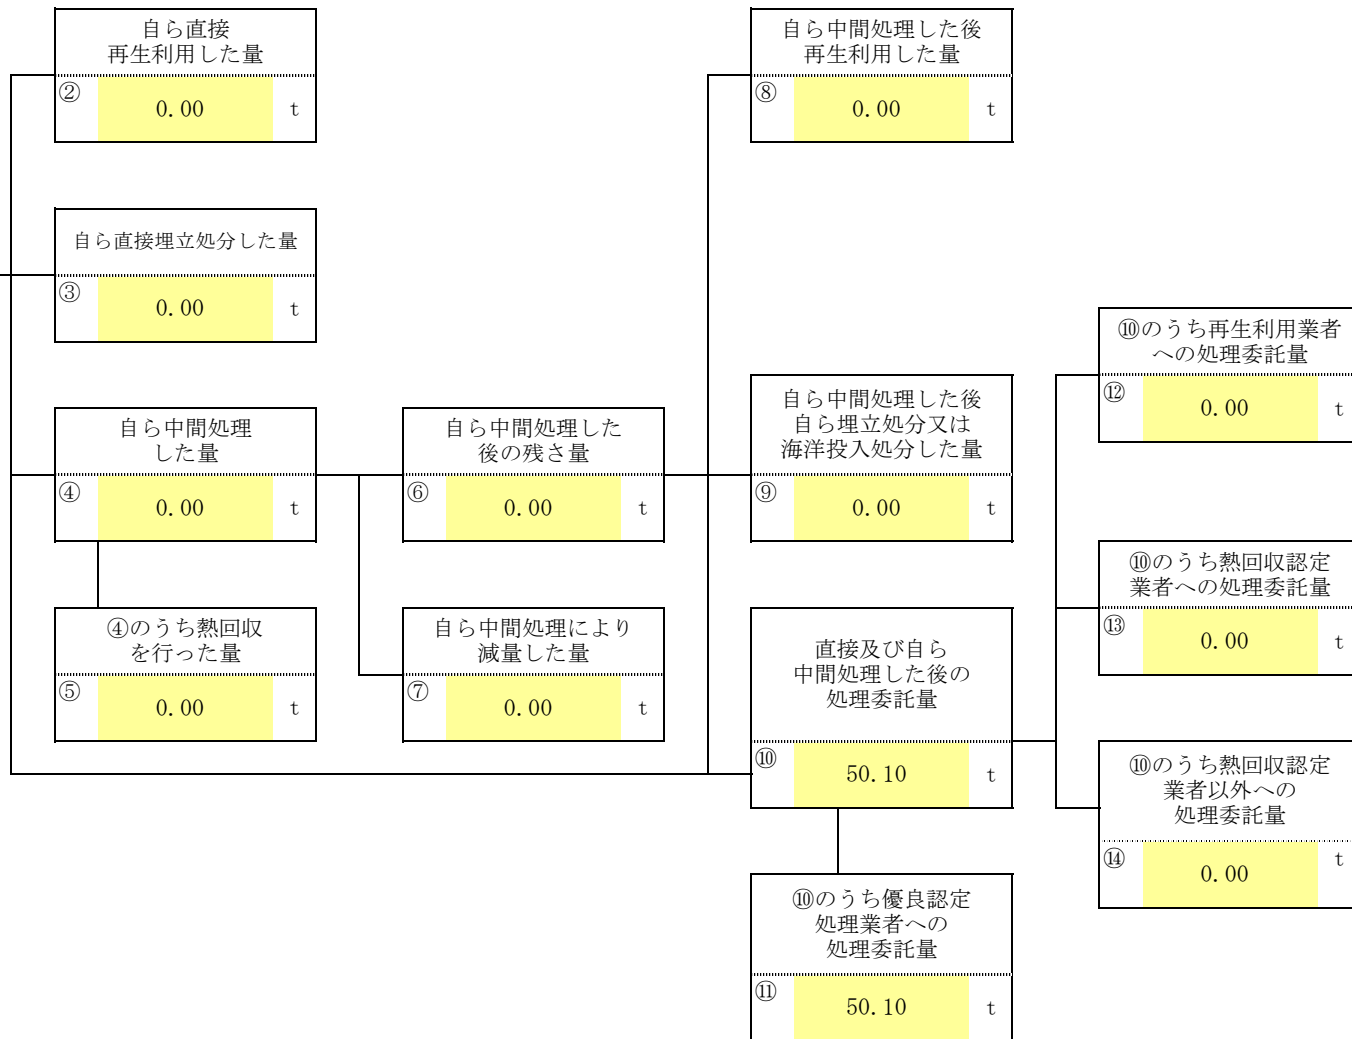 自ら直接
再生利用した量
② 0.00 t
自ら直接埋立処分した量
③ 0.00 t
自ら中間処理
した量
④ 0.00 t
④のうち熱回収
を行った量
⑤ 0.00 t
自ら中間処理した
後の残さ量
⑥ 0.00 t
自ら中間処理により
減量した量
⑦ 0.00 t
自ら中間処理した後
再生利用した量
⑧ 0.00 t
自ら中間処理した後
自ら埋立処分又は
海洋投入処分した量
⑨ 0.00 t
直接及び自ら
中間処理した後の
処理委託量
⑩ 50.10 t
⑩のうち優良認定
処理業者への
処理委託量
⑪ 50.10 t
⑩のうち再生利用業者
への処理委託量
⑫ 0.00 t
⑩のうち熱回収認定
業者への処理委託量
⑬ 0.00 t
⑩のうち熱回収認定
業者以外への
処理委託量
⑭ 0.00 t